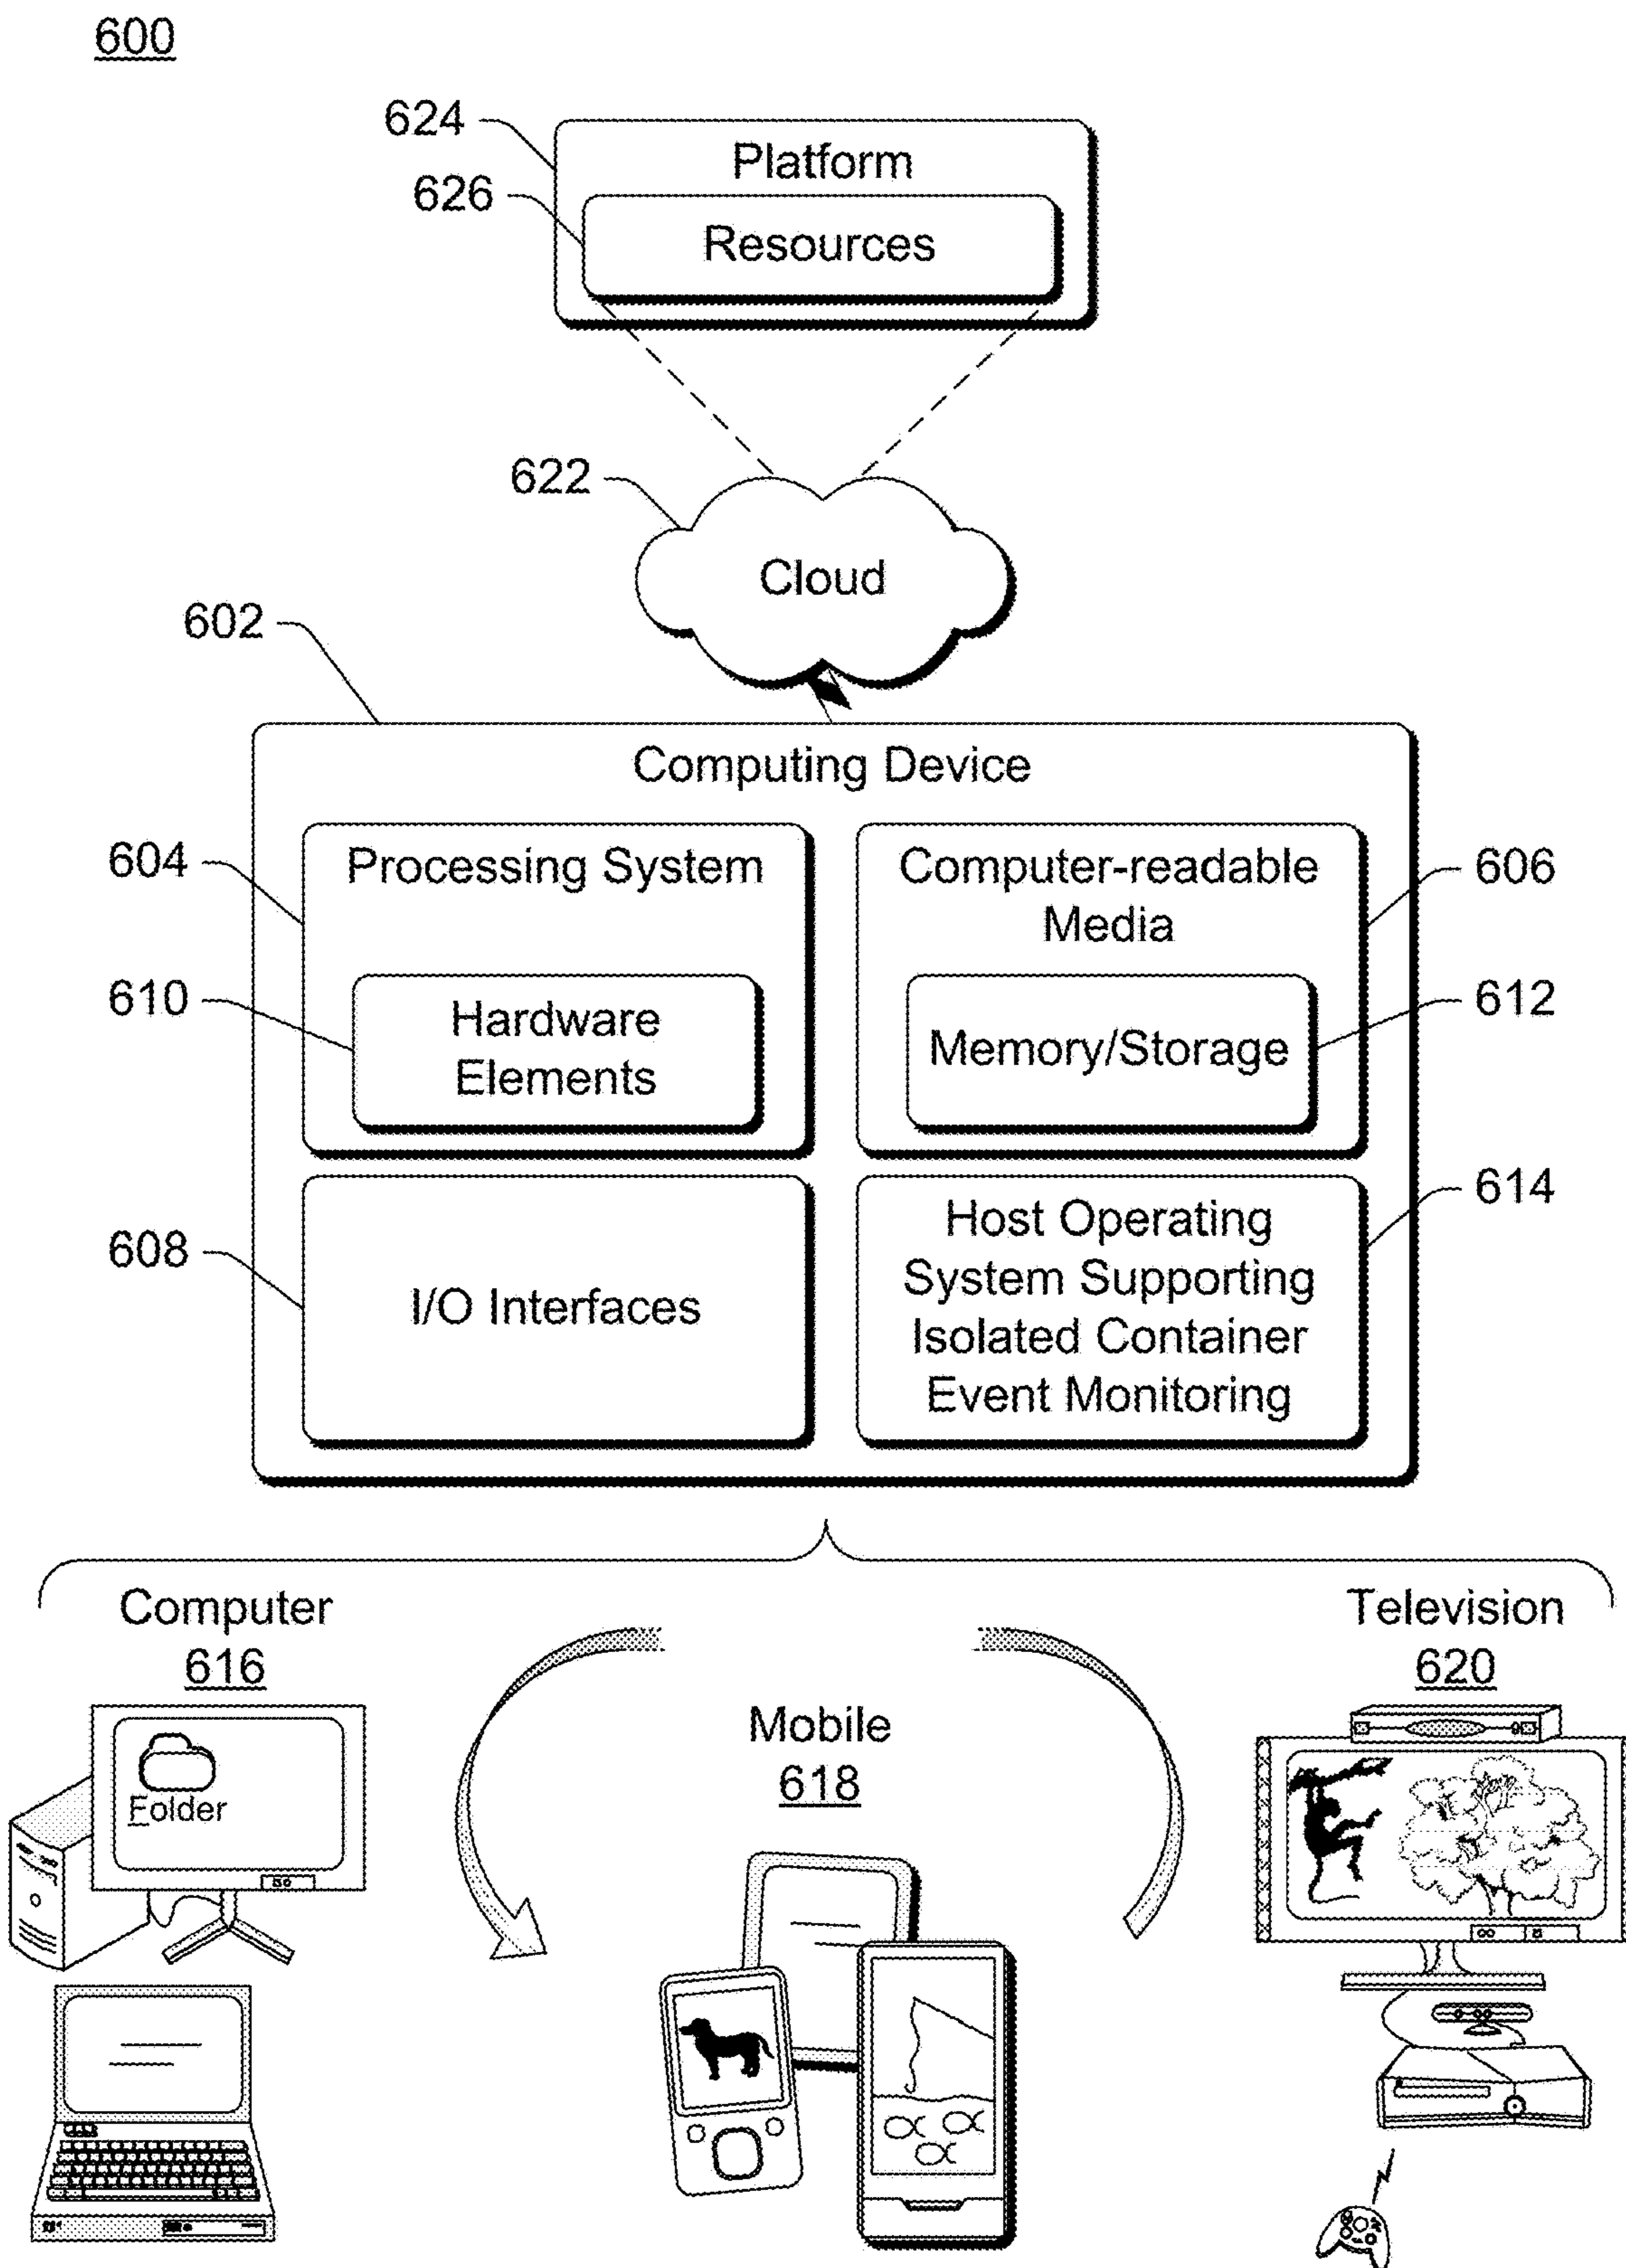 600
624
Platform
626
Resources
622
Cloud
602
Computing Device
604
Processing System
Computer-readable
Media
606
610
Hardware
Elements
Memory/Storage
612
608
I/O Interfaces
Host Operating
System Supporting
Isolated Container
Event Monitoring
614
Computer
616
Folder
Mobile
618
Television
620